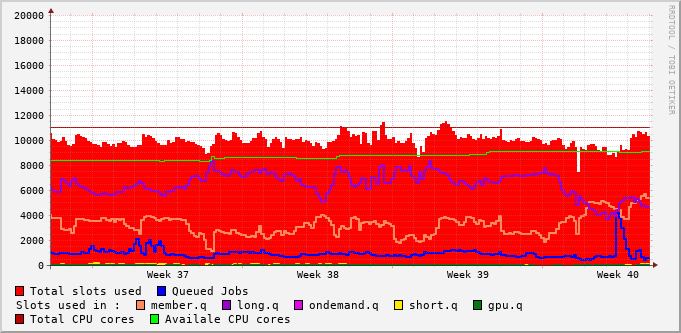 20000
18000
16000
14000
12000
10000
8000
6000
4000
2000
0
Week 37 Week 38 Week 39 Week 40
Total slots used Queued Jobs
Slots used in : member.q long.q ondemand.q short.q gpu.q
Total CPU cores Availale CPU cores
RRDTOOL / TOBI OETIKER